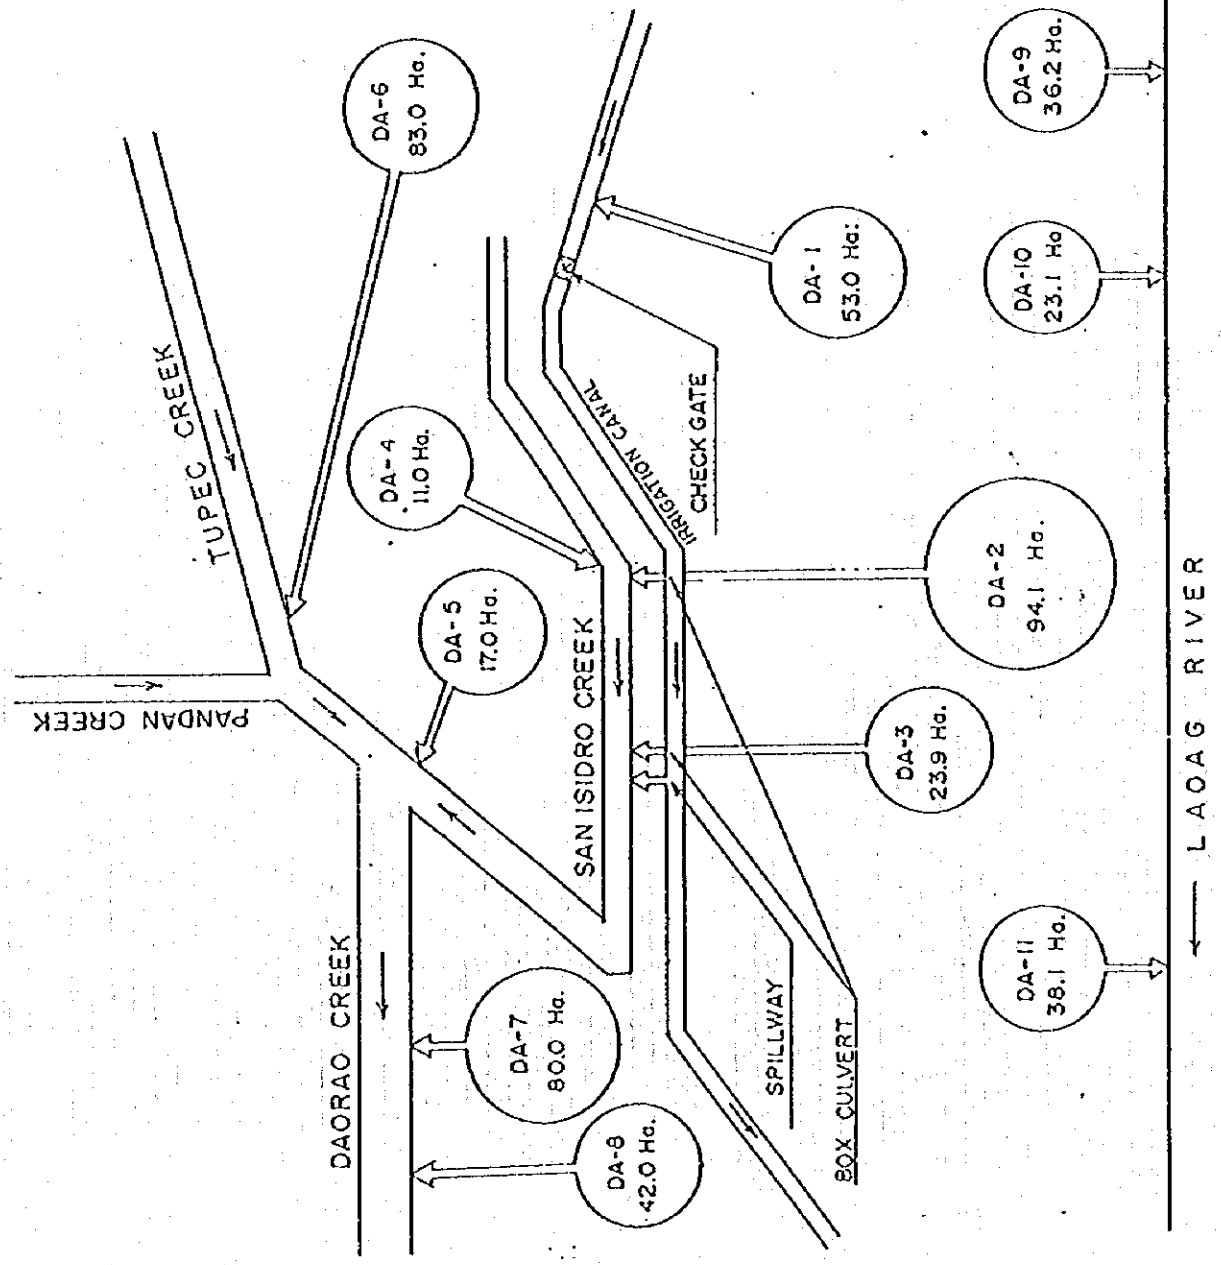 DA-6
83.0 Ha.
DA-9
36.2 Ha.
TUPEC CREEK
DA-1
53.0 Ha.
DA-10
23.1 Ha
DA-4
11.0 Ha.
IRRIGATION CANAL
CHECK GATE
DA-5
17.0 Ha.
DA-2
94.1 Ha.
PANDAN CREEK
SAN ISIDRO CREEK
DA-3
23.9 Ha.
LAOAG RIVER
DAORAO CREEK
DA-7
80.0 Ha.
DA-11
38.1 Ha.
SPILLWAY
BOX CULVERT
DA-8
42.0 Ha.